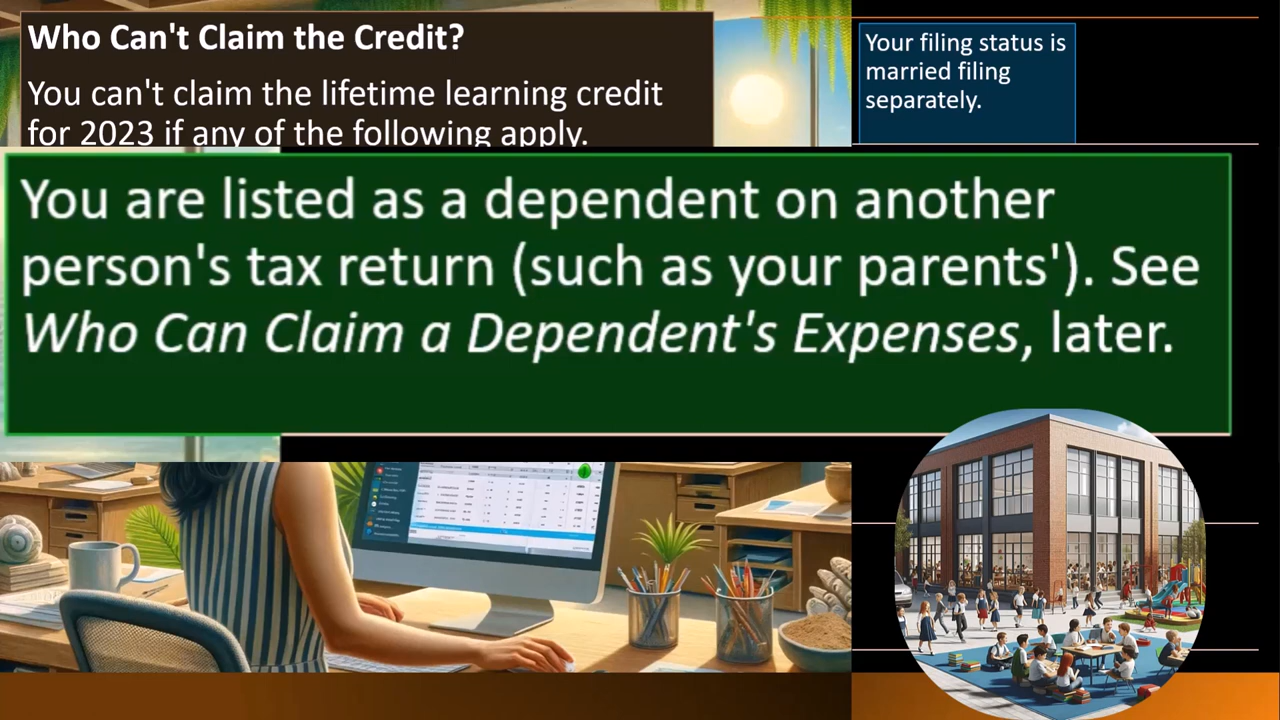 Who Can't Claim the Credit?
You can't claim the lifetime learning credit
for 2023 if any of the following apply.
Your filing status is
married filing
separately.
You are listed as a dependent on another
person's tax return (such as your parents'). See
Who Can Claim a Dependent's Expenses, later.